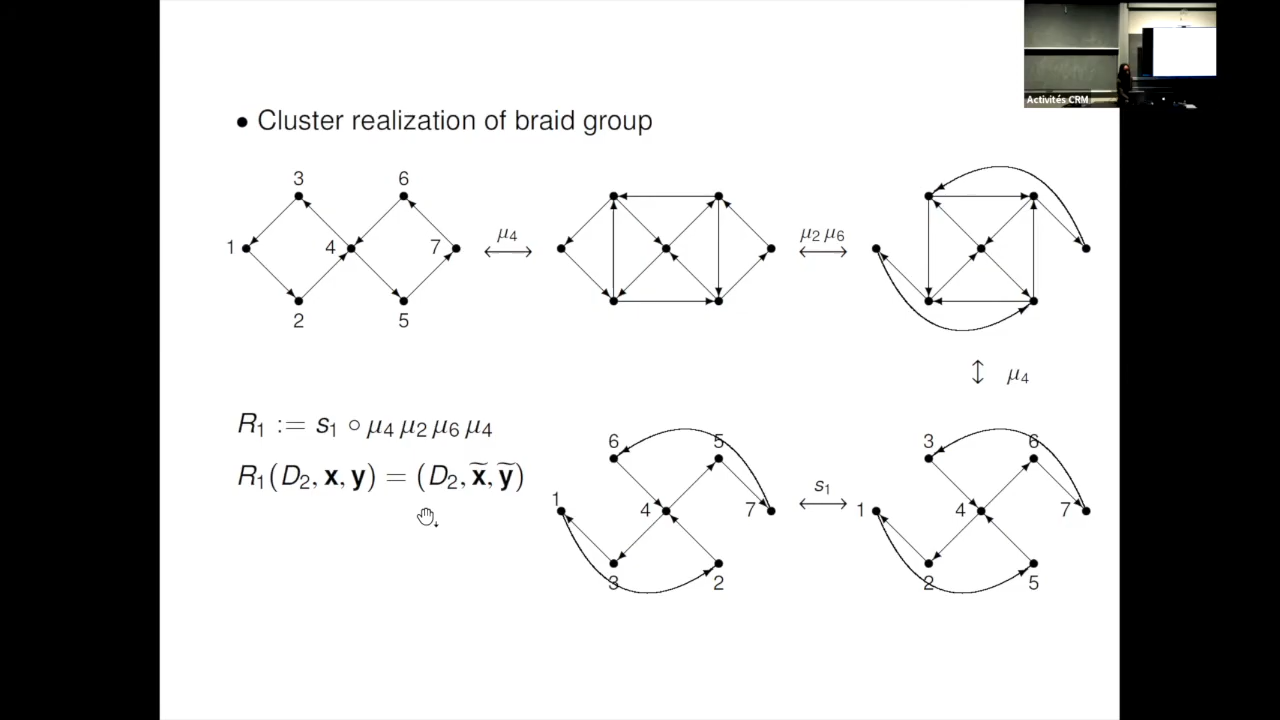 Activités CRM
• Cluster realization of braid group
3 6
1 4 7
2 5
μ₄
μ₂ μ₆
μ₄
R₁ := s₁ ∘ μ₄ μ₂ μ₆ μ₄
R₁(D₂, x, y) = (D₂, x̃, ỹ)
6 5
1 4 7
3 2
s₁
3 6
1 4 7
2 5